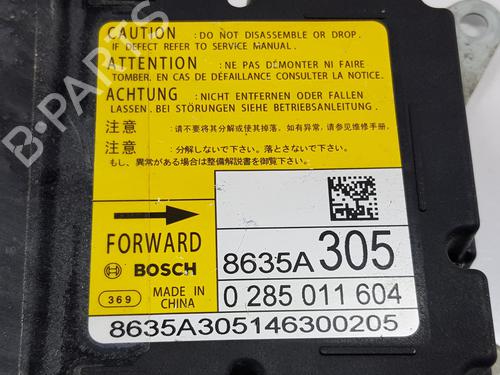 CAUTION : DO NOT DISASSEMBLE OR DROP.
IF DEFECT REFER TO SERVICE MANUAL.
ATTENTION : NE PAS DÉMONTER NI FAIRE
TOMBER. EN CAS DE DÉFAILLANCE CONSULTER LA NOTICE.
ACHTUNG : NICHT ENTFERNEN ODER FALLEN
LASSEN. BEI STÖRUNGEN SIEHE BETRIEBSANLEITUNG.
注意 : 请不要将其分解或使其掉落。如有异常,请参见维修手册.
注意 : 分解しないで下さい。落とさないで下さい。
もし、異常がある場合は整備解説書を御覧下さい。
FORWARD
8635A 305
BOSCH
0 285 011 604
369
MADE IN
CHINA
8635A305146300205
B-PARTS